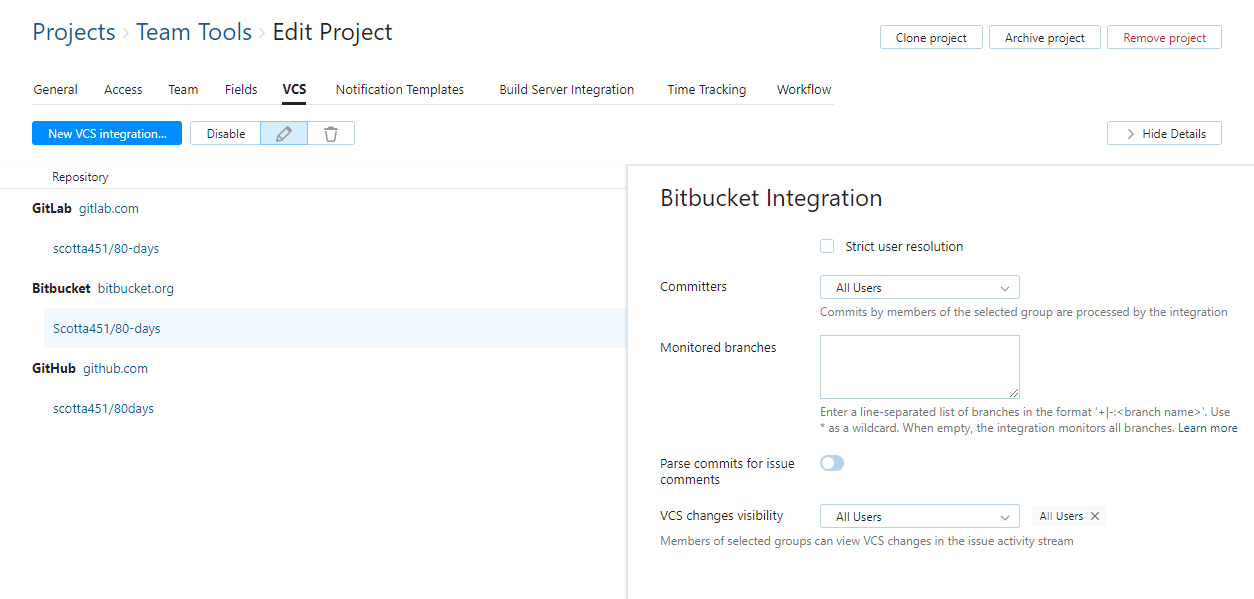 Projects › Team Tools › Edit Project
Clone project
Archive project
Remove project
General Access Team Fields VCS Notification Templates Build Server Integration Time Tracking Workflow
New VCS integration...
Disable
Hide Details
Repository
GitLab gitlab.com
scotta451/80-days
Bitbucket bitbucket.org
Scotta451/80-days
GitHub github.com
scotta451/80days
Bitbucket Integration
Strict user resolution
Committers All Users
Commits by members of the selected group are processed by the integration
Monitored branches
Enter a line-separated list of branches in the format '+|-:<branch name>'. Use
* as a wildcard. When empty, the integration monitors all branches. Learn more
Parse commits for issue
comments
VCS changes visibility All Users All Users ×
Members of selected groups can view VCS changes in the issue activity stream